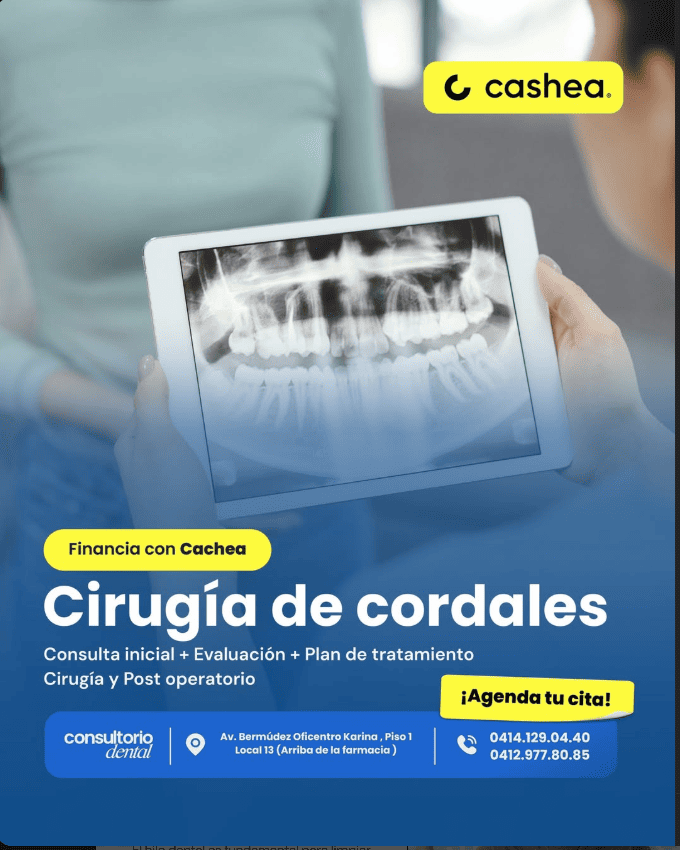 cashea®
Financia con Cachea
Cirugía de cordales
Consulta inicial + Evaluación + Plan de tratamiento
Cirugía y Post operatorio
¡Agenda tu cita!
consultorio
dental
Av. Bermúdez Oficentro Karina , Piso 1
Local 13 (Arriba de la farmacia )
0414.129.04.40
0412.977.80.85